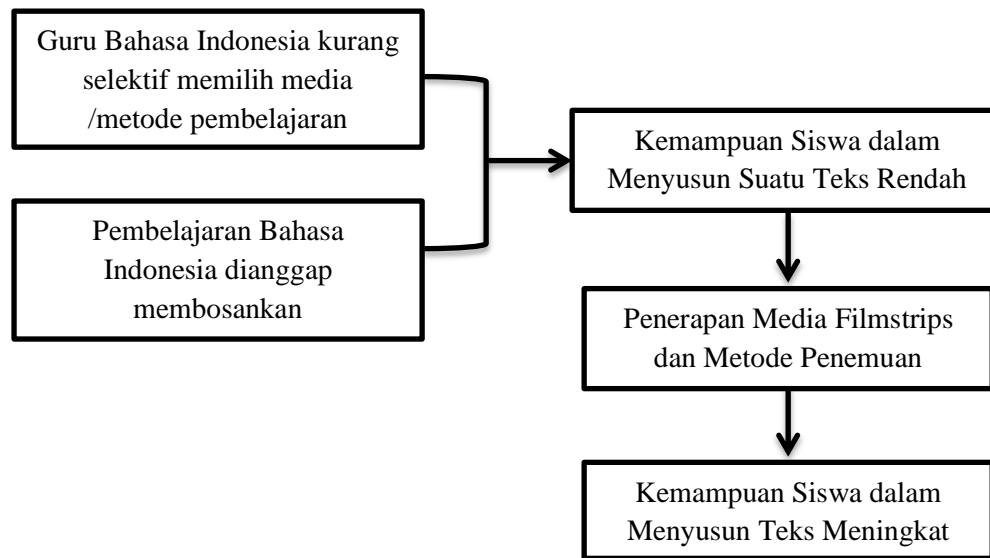 Guru Bahasa Indonesia kurang
selektif memilih media
/metode pembelajaran
Pembelajaran Bahasa
Indonesia dianggap
membosankan
Kemampuan Siswa dalam
Menyusun Suatu Teks Rendah
Penerapan Media Filmstrips
dan Metode Penemuan
Kemampuan Siswa dalam
Menyusun Teks Meningkat